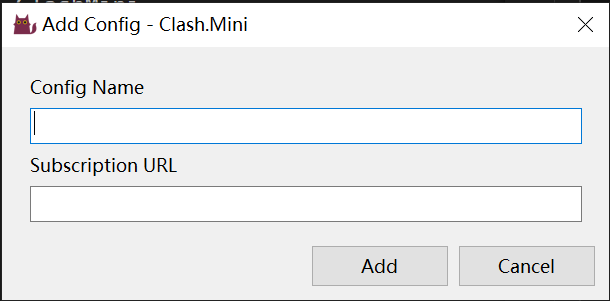 Add Config - Clash.Mini
Config Name
Subscription URL
Add
Cancel